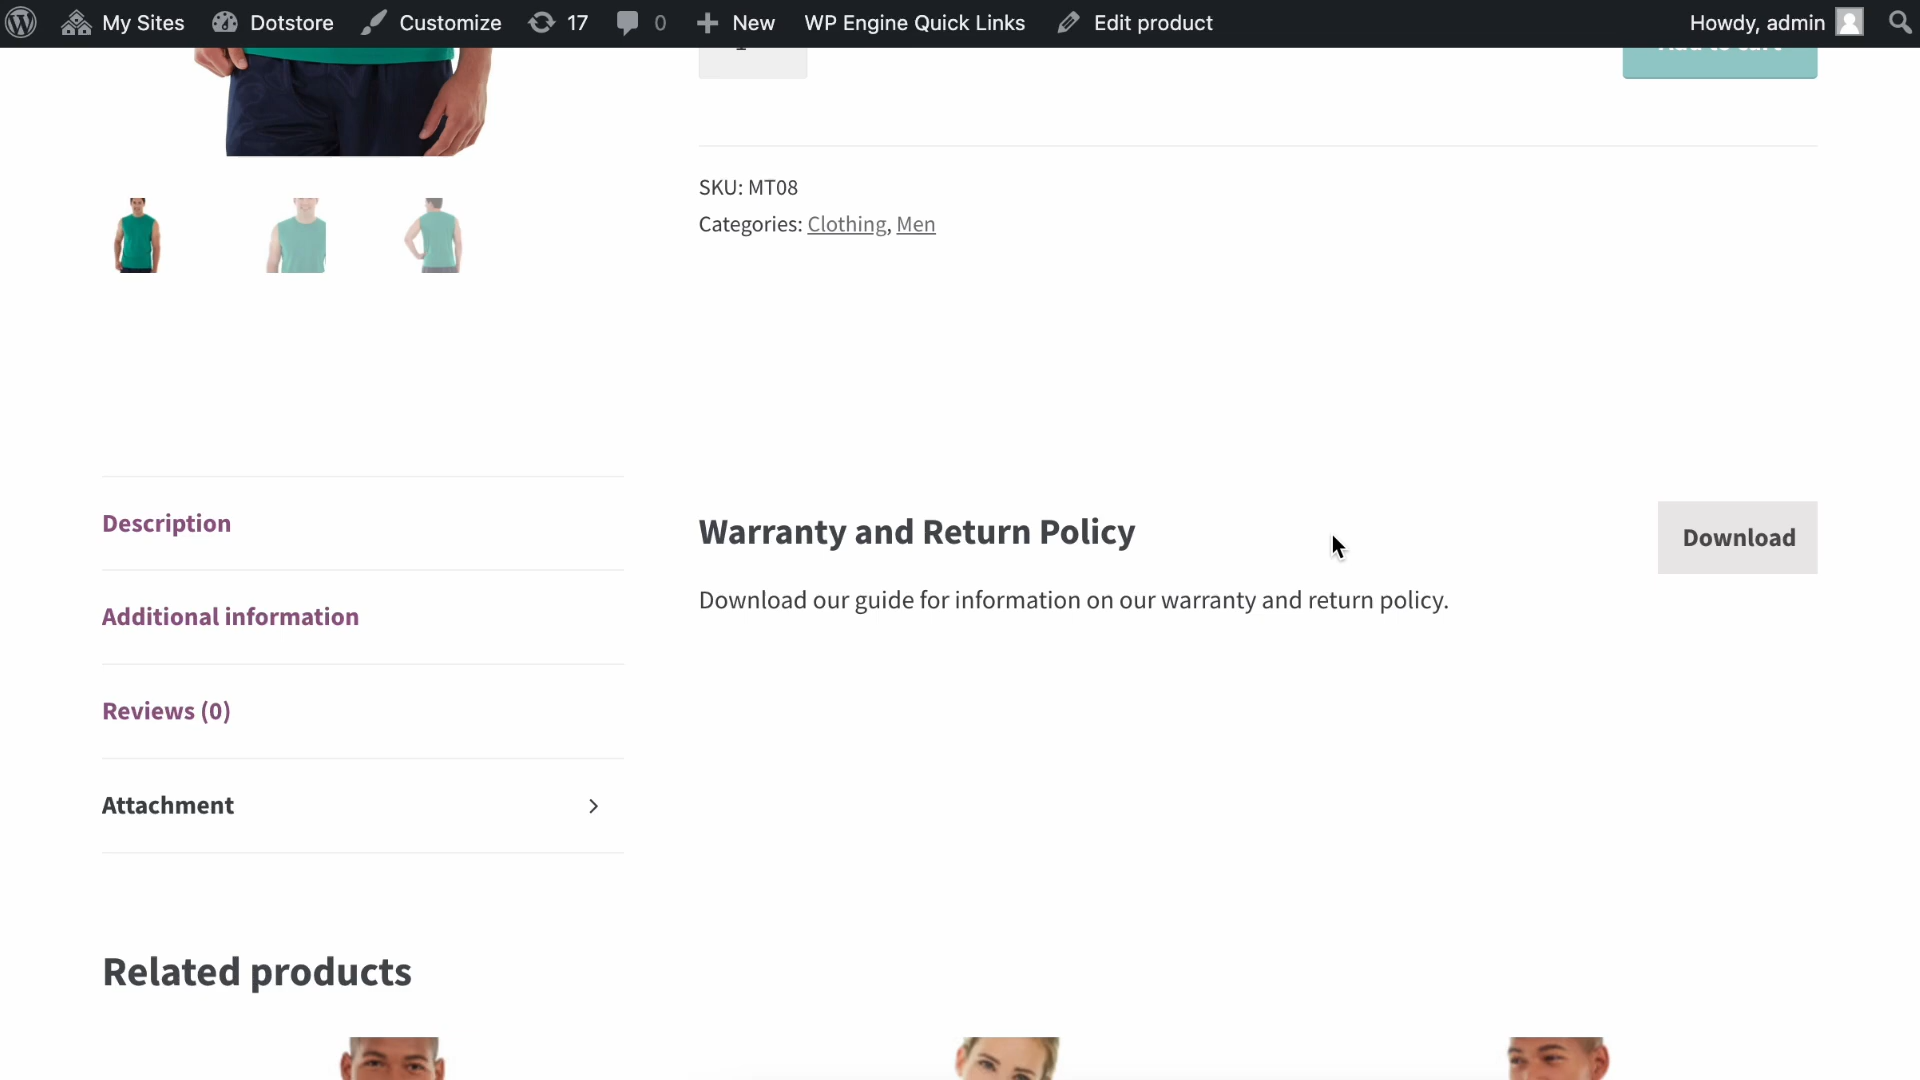 My Sites Dotstore Customize 17 0 New WP Engine Quick Links Edit product Howdy, admin
SKU: MT08
Categories: Clothing, Men
Description
Warranty and Return Policy
Download
Download our guide for information on our warranty and return policy.
Additional information
Reviews (0)
Attachment
Related products